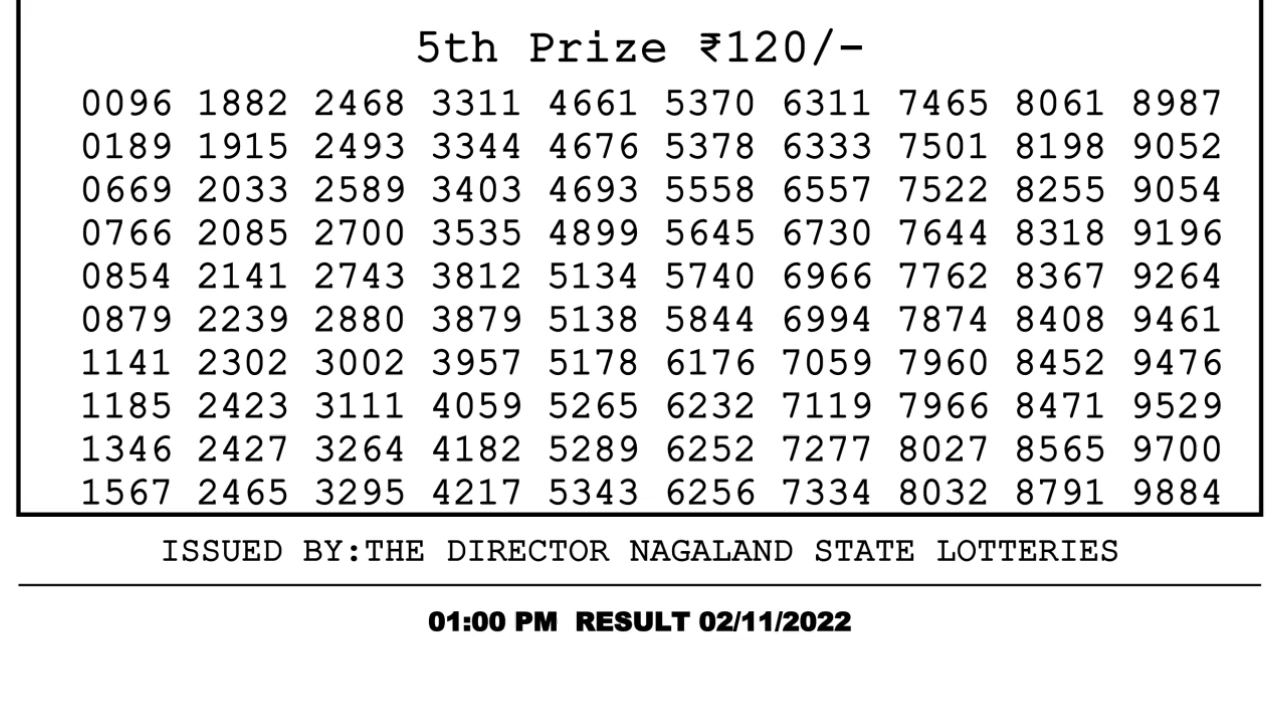 5th Prize ₹120/-
0096 1882 2468 3311 4661 5370 6311 7465 8061 8987
0189 1915 2493 3344 4676 5378 6333 7501 8198 9052
0669 2033 2589 3403 4693 5558 6557 7522 8255 9054
0766 2085 2700 3535 4899 5645 6730 7644 8318 9196
0854 2141 2743 3812 5134 5740 6966 7762 8367 9264
0879 2239 2880 3879 5138 5844 6994 7874 8408 9461
1141 2302 3002 3957 5178 6176 7059 7960 8452 9476
1185 2423 3111 4059 5265 6232 7119 7966 8471 9529
1346 2427 3264 4182 5289 6252 7277 8027 8565 9700
1567 2465 3295 4217 5343 6256 7334 8032 8791 9884
ISSUED BY:THE DIRECTOR NAGALAND STATE LOTTERIES
01:00 PM RESULT 02/11/2022